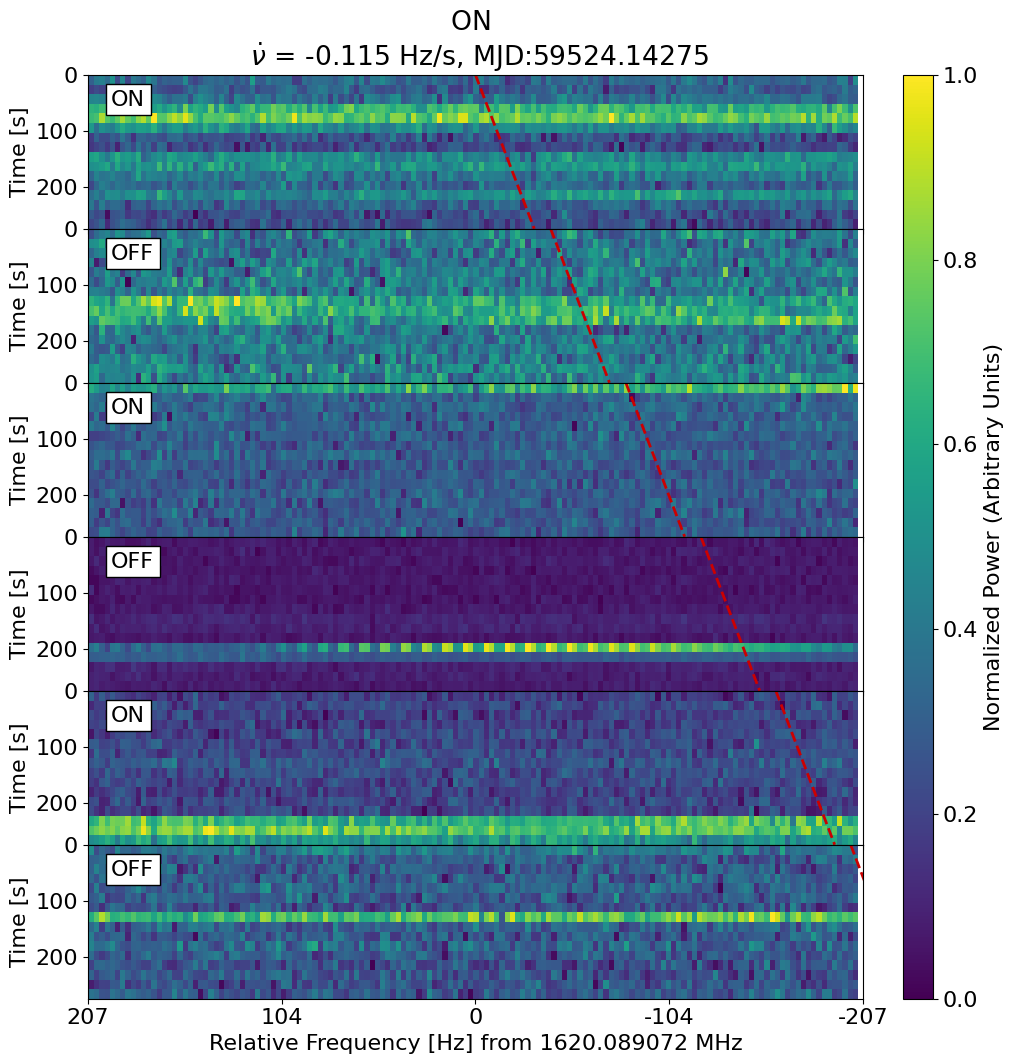 ON
ν̇ = -0.115 Hz/s, MJD:59524.14275
0
ON
100
200
Time [s]
0
OFF
100
200
Time [s]
0
ON
100
200
Time [s]
0
OFF
100
200
Time [s]
0
ON
100
200
Time [s]
0
OFF
100
200
Time [s]
207 104 0 -104 -207
Relative Frequency [Hz] from 1620.089072 MHz
1.0
0.8
0.6
0.4
0.2
0.0
Normalized Power (Arbitrary Units)